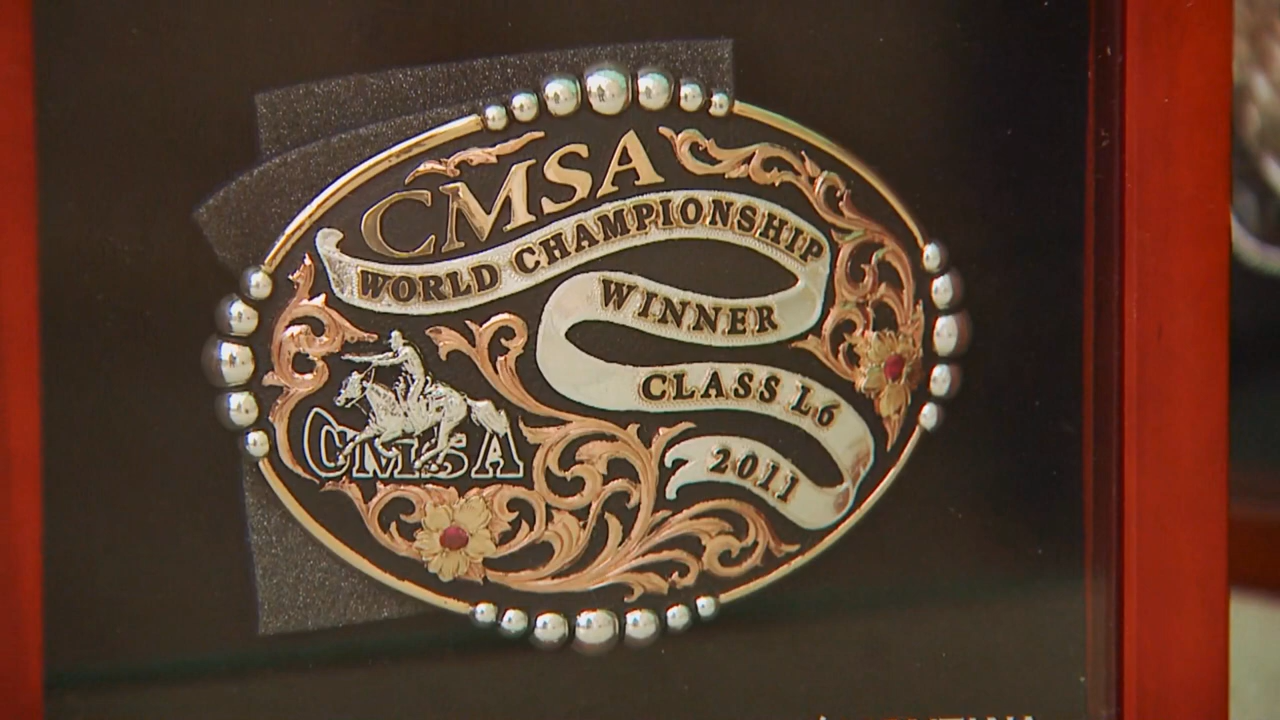 CMSA
WORLD CHAMPIONSHIP
WINNER
CLASS L6
2011
CMSA